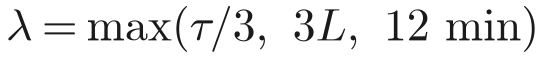 λ = max(τ/3, 3L, 12 min)